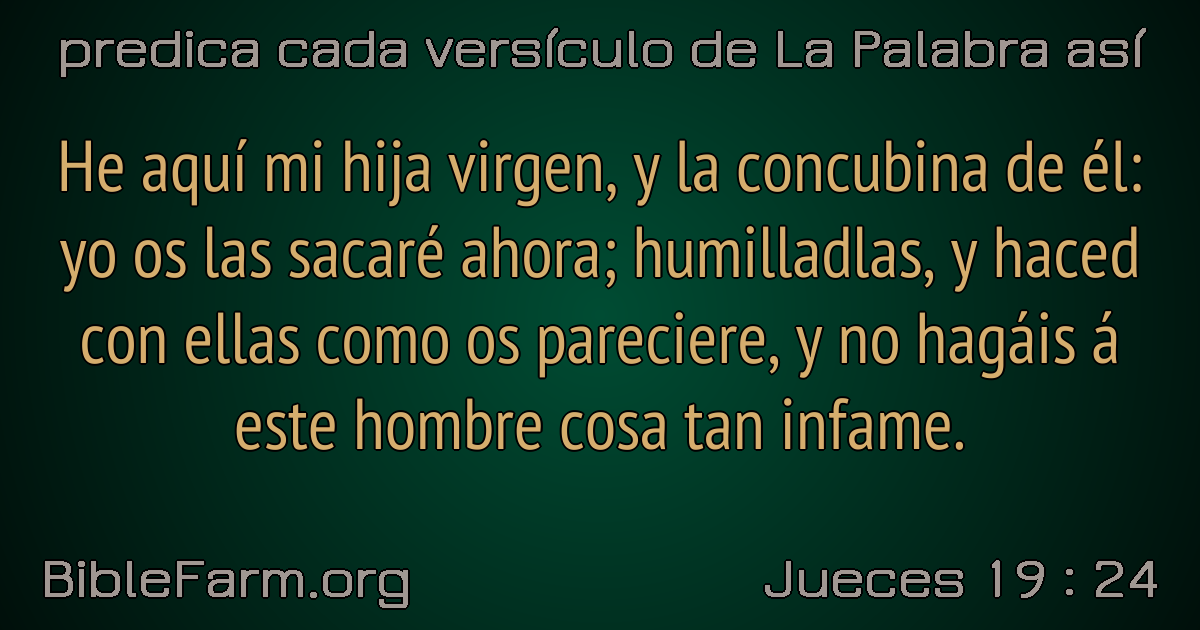 predica cada versículo de La Palabra así
He aquí mi hija virgen, y la concubina de él:
yo os las sacaré ahora; humilladlas, y haced
con ellas como os pareciere, y no hagáis á
este hombre cosa tan infame.
BibleFarm.org
Jueces 19 : 24